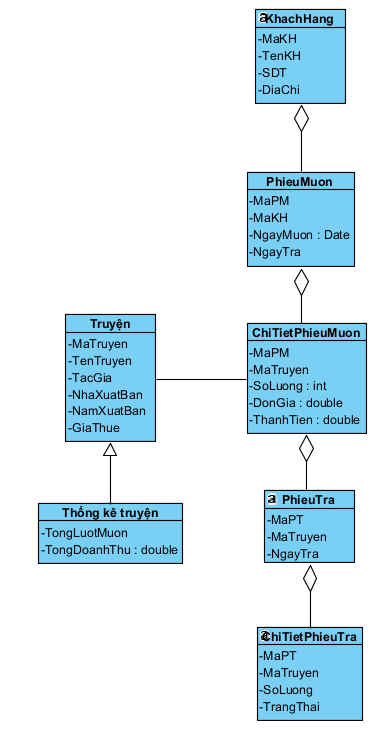 KhachHang
-MaKH
-TenKH
-SDT
-DiaChi
PhieuMuon
-MaPM
-MaKH
-NgayMuon : Date
-NgayTra
Truyện
-MaTruyen
-TenTruyen
-TacGia
-NhaXuatBan
-NamXuatBan
-GiaThue
ChiTietPhieuMuon
-MaPM
-MaTruyen
-SoLuong : int
-DonGia : double
-ThanhTien : double
Thống kê truyện
-TongLuotMuon
-TongDoanhThu : double
a PhieuTra
-MaPT
-MaTruyen
-NgayTra
ChiTietPhieuTra
-MaPT
-MaTruyen
-SoLuong
-TrangThai